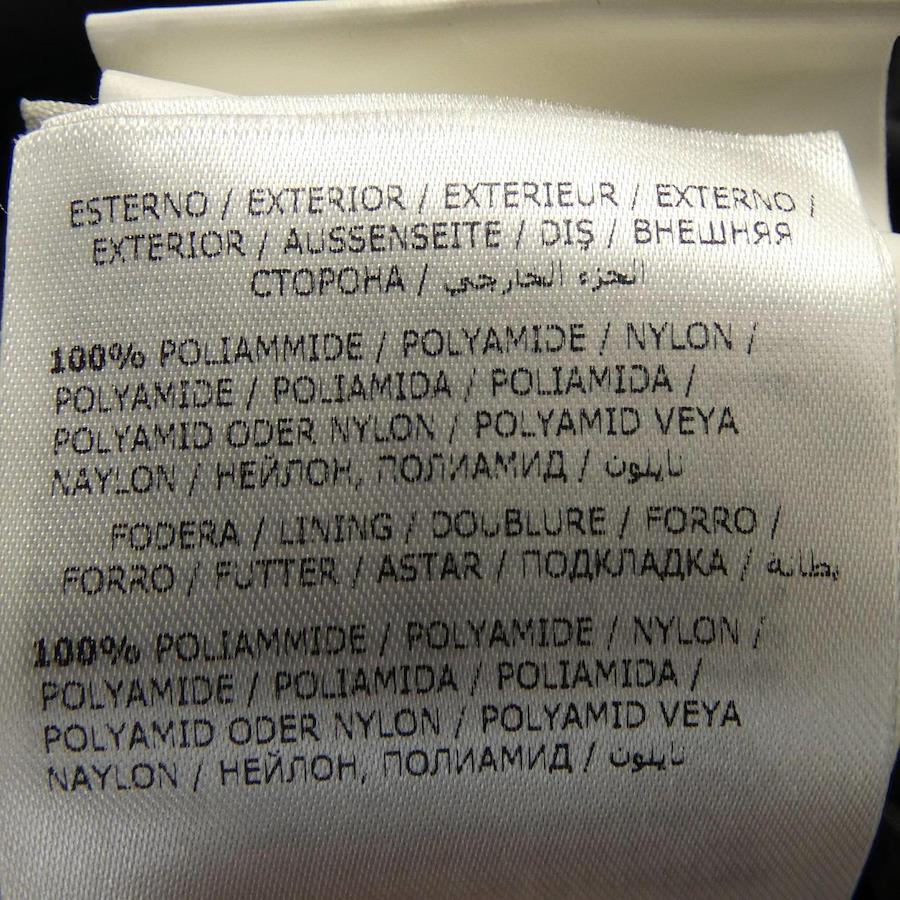 ESTERNO / EXTERIOR / EXTERIEUR / EXTERNO /
EXTERIOR / AUSSENSEITE / DIŞ / ВНЕШНЯЯ
СТОРОНА / الجزء الخارجي
100% POLIAMMIDE / POLYAMIDE / NYLON /
POLYAMIDE / POLIAMIDA / POLIAMIDA /
POLYAMID ODER NYLON / POLYAMID VEYA
NAYLON / НЕЙЛОН, ПОЛИАМИД / نايلون
FODERA / LINING / DOUBLURE / FORRO /
FORRO / FUTTER / ASTAR / ПОДКЛАДКА / بطانة
100% POLIAMMIDE / POLYAMIDE / NYLON /
POLYAMIDE / POLIAMIDA / POLIAMIDA /
POLYAMID ODER NYLON / POLYAMID VEYA
NAYLON / НЕЙЛОН, ПОЛИАМИД / نايلون